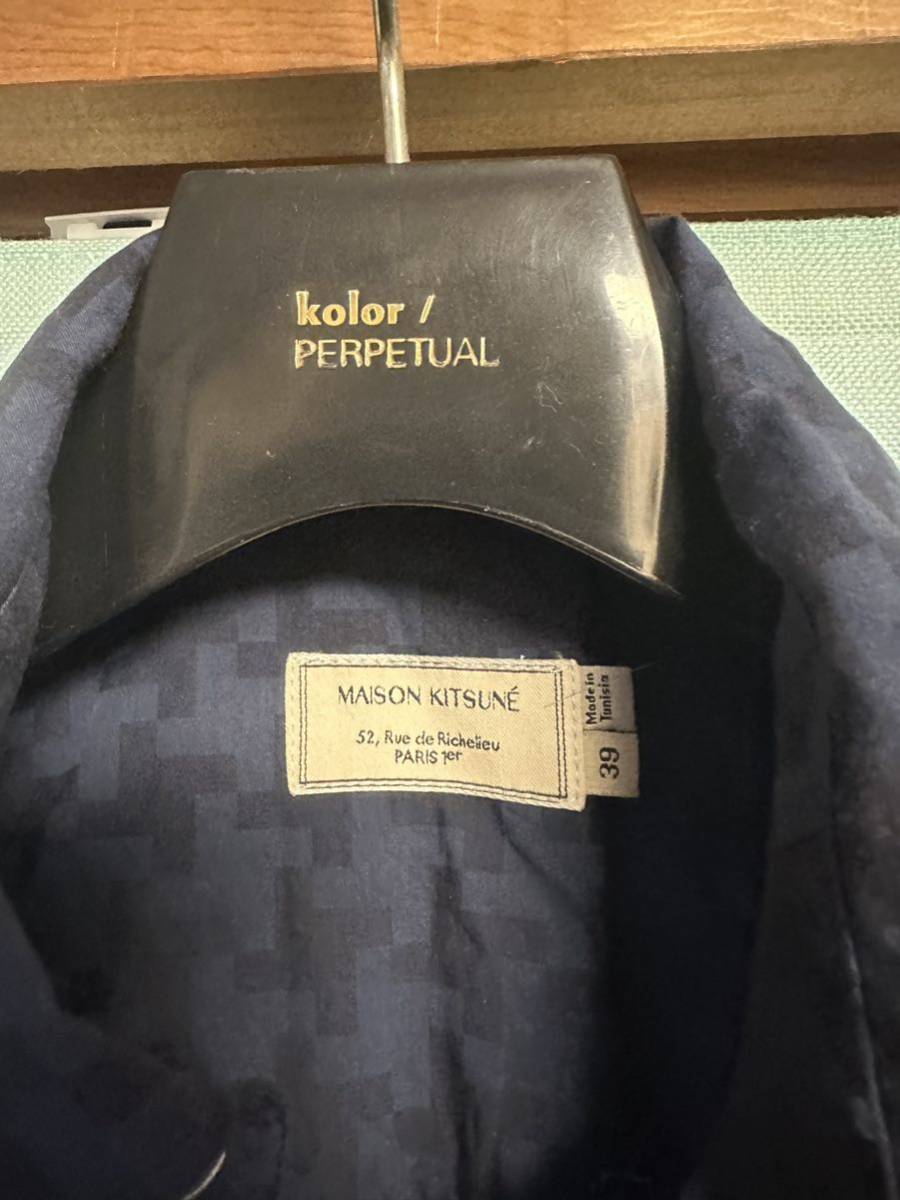 kolor /
PERPETUAL
MAISON KITSUNÉ
52, Rue de Richelieu
PARIS 1er
Made in
Tunisia
39